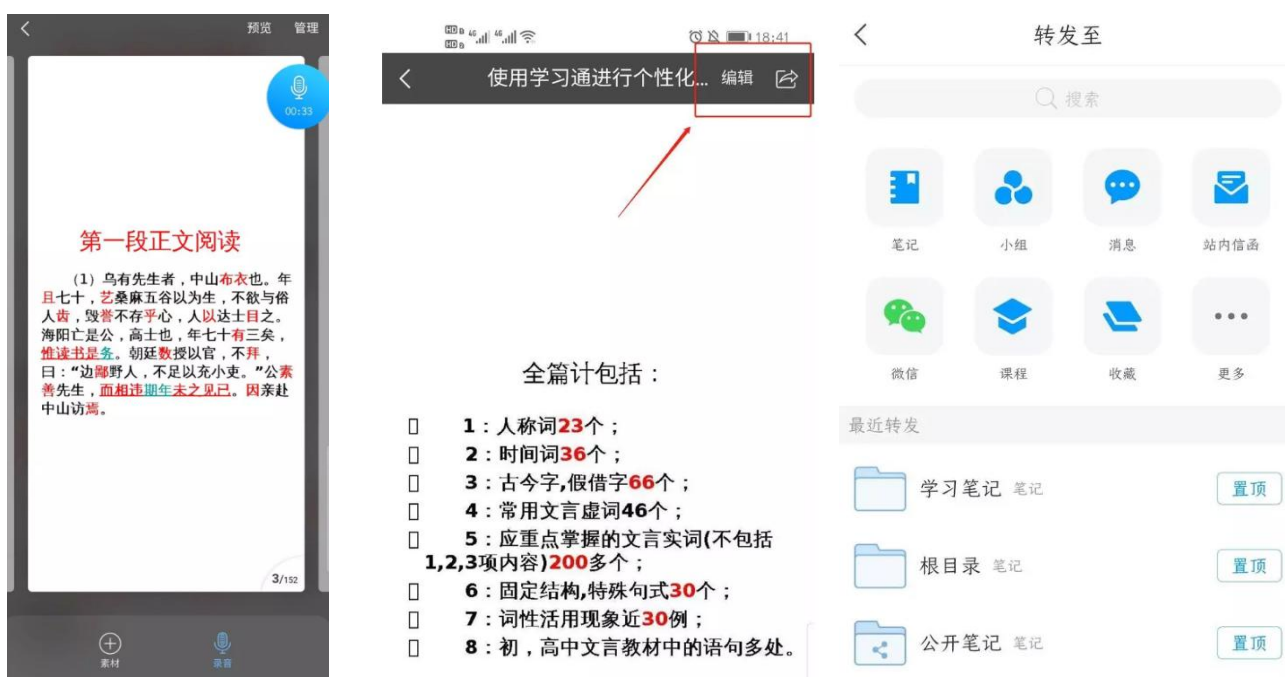 预览 管理
00:33
第一段正文阅读
（1）乌有先生者，中山布衣也。年
且七十，艺桑麻五谷以为生，不欲与俗
人齿，毁誉不存乎心，人以达士目之。
海阳亡是公，高士也，年七十有三矣，
惟读书是务。朝廷数授以官，不拜，
曰：“边鄙野人，不足以充小吏。”公素
善先生，而相违期年未之见已。因亲赴
中山访焉。
3/152
素材 录音
18:41
使用学习通进行个性化... 编辑
全篇计包括：
1：人称词23个；
2：时间词36个；
3：古今字,假借字66个；
4：常用文言虚词46个；
5：应重点掌握的文言实词(不包括
1,2,3项内容)200多个；
6：固定结构,特殊句式30个；
7：词性活用现象近30例；
8：初，高中文言教材中的语句多处。
转发至
搜索
笔记 小组 消息 站内信函
微信 课程 收藏 更多
最近转发
学习笔记 笔记 置顶
根目录 笔记 置顶
公开笔记 笔记 置顶